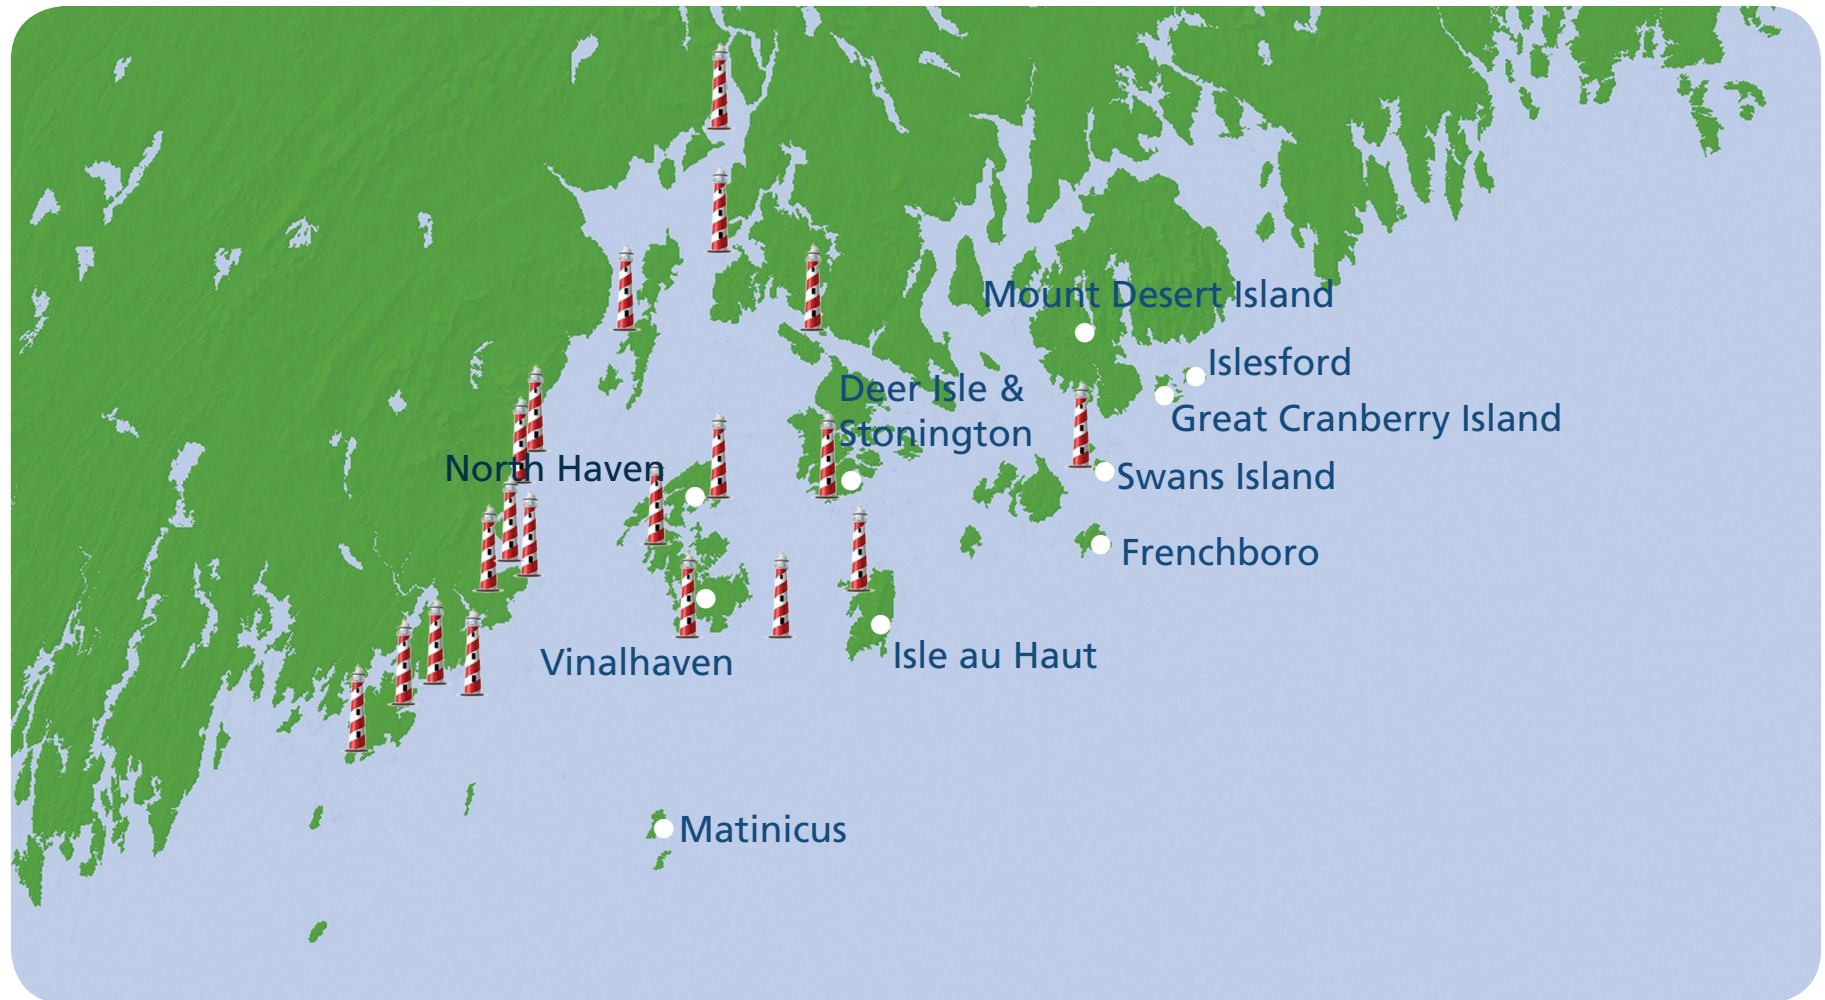 Mount Desert Island
Islesford
Deer Isle &
Stonington
Great Cranberry Island
North Haven
Swans Island
Frenchboro
Vinalhaven
Isle au Haut
Matinicus